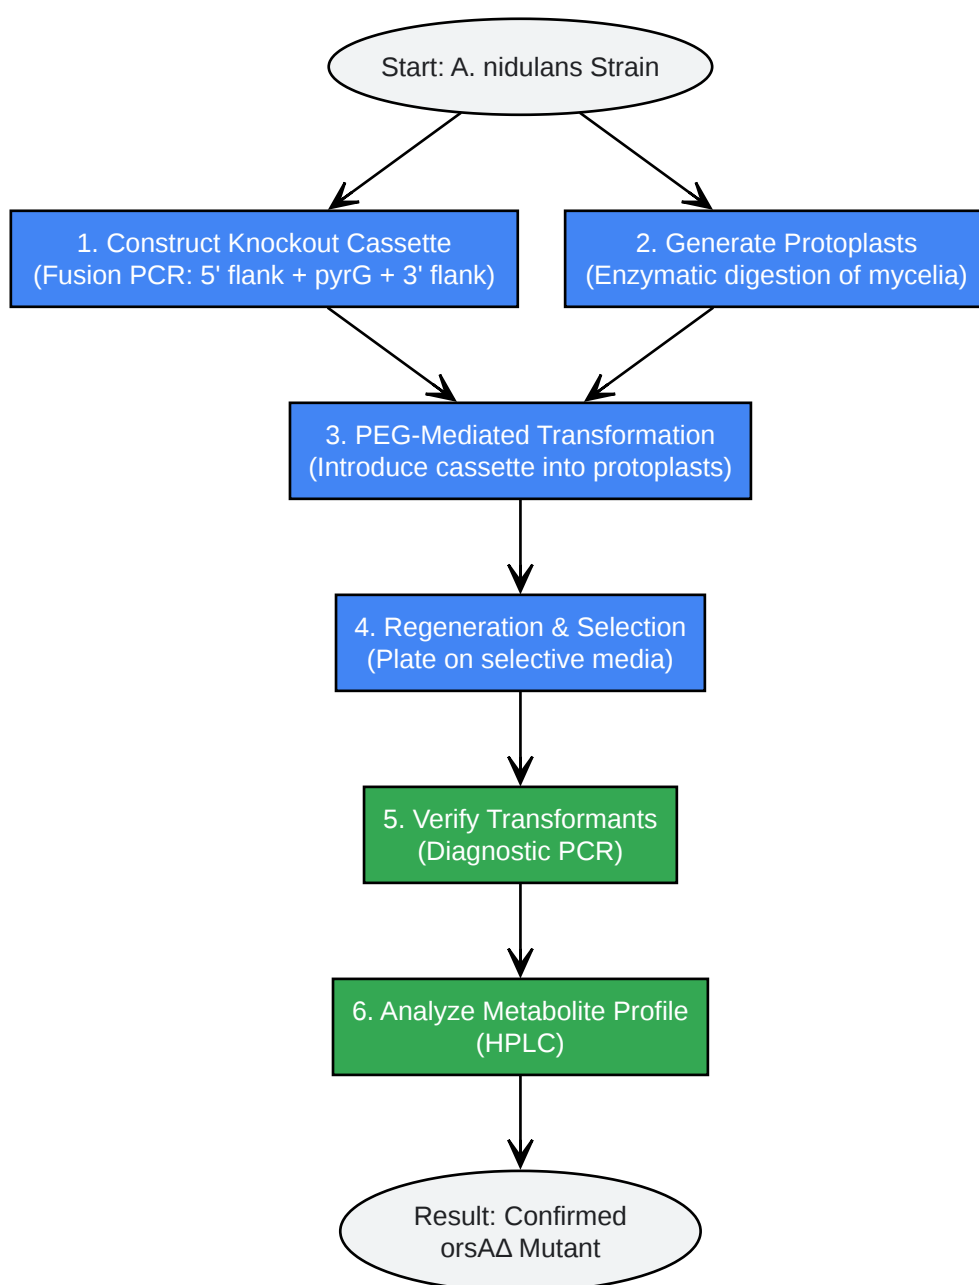 Start: A. nidulans Strain
1. Construct Knockout Cassette
(Fusion PCR: 5' flank + pyrG + 3' flank)
2. Generate Protoplasts
(Enzymatic digestion of mycelia)
3. PEG-Mediated Transformation
(Introduce cassette into protoplasts)
4. Regeneration & Selection
(Plate on selective media)
5. Verify Transformants
(Diagnostic PCR)
6. Analyze Metabolite Profile
(HPLC)
Result: Confirmed
orsAΔ Mutant